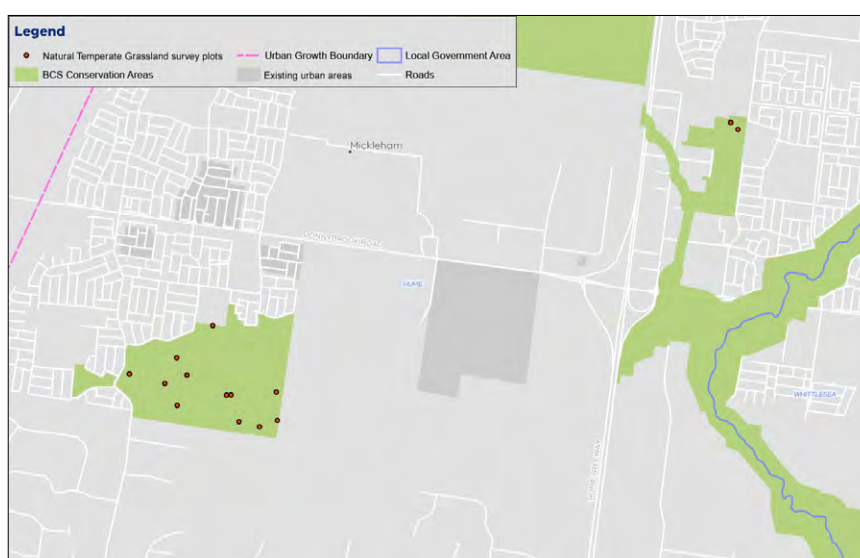 Legend
Natural Temperate Grassland survey plots
Urban Growth Boundary
Local Government Area
BCS Conservation Areas
Existing urban areas
Roads
Mickleham
DONNYBROOK ROAD
HUME
WHITTLESEA
HUME FREEWAY